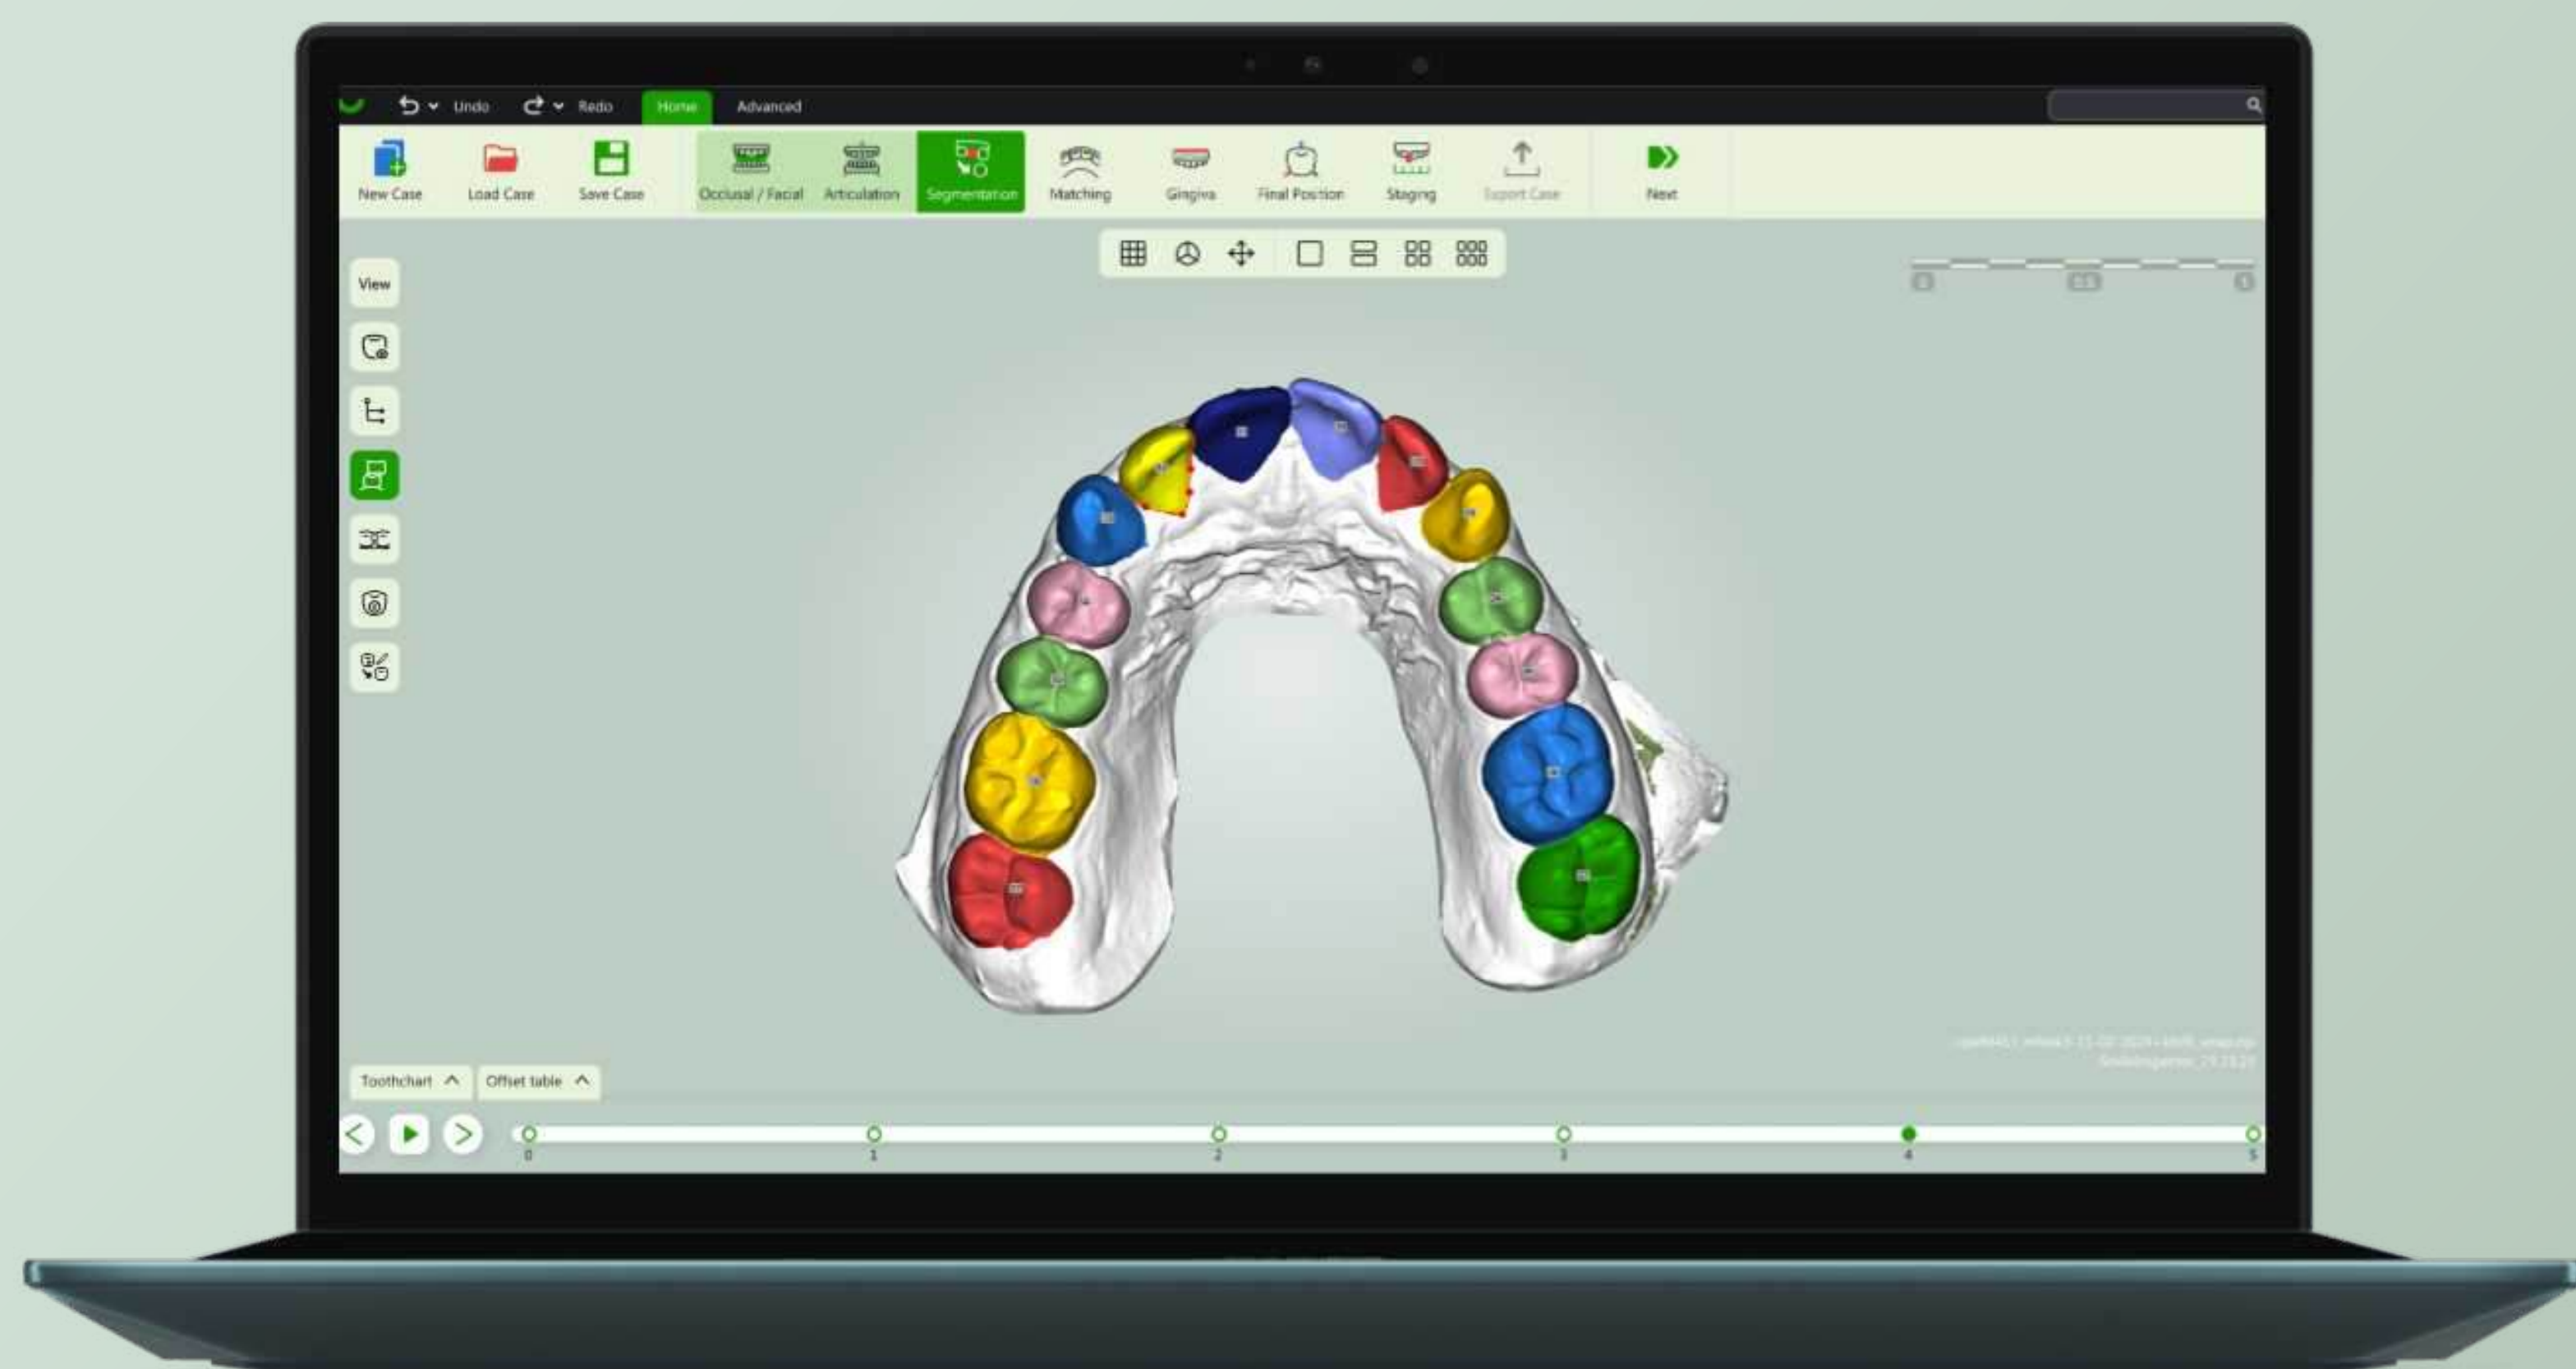 Undo Redo Home Advanced
New Case Load Case Save Case Occlusal / Facial Articulation Segmentation Matching Gingiva Final Position Staging Export Case Next
View
Toothchart Offset table
0 1 2 3 4 5